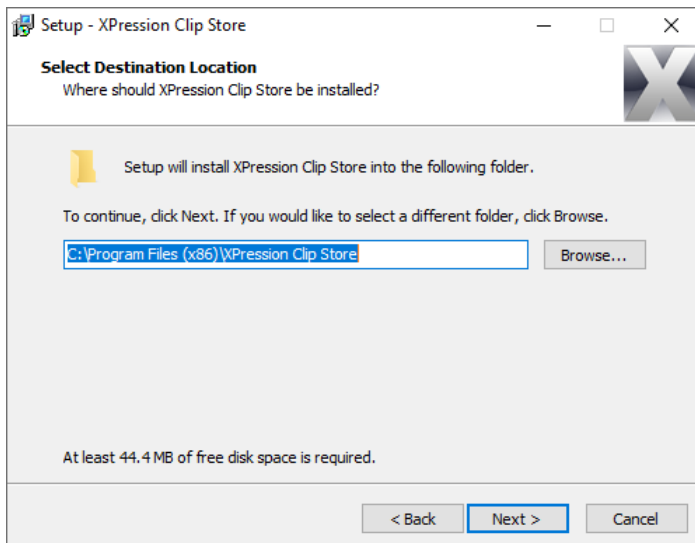 Setup - XPression Clip Store
Select Destination Location
Where should XPression Clip Store be installed?
X
Setup will install XPression Clip Store into the following folder.
To continue, click Next. If you would like to select a different folder, click Browse.
C:\Program Files (x86)\XPression Clip Store
Browse...
At least 44.4 MB of free disk space is required.
< Back
Next >
Cancel